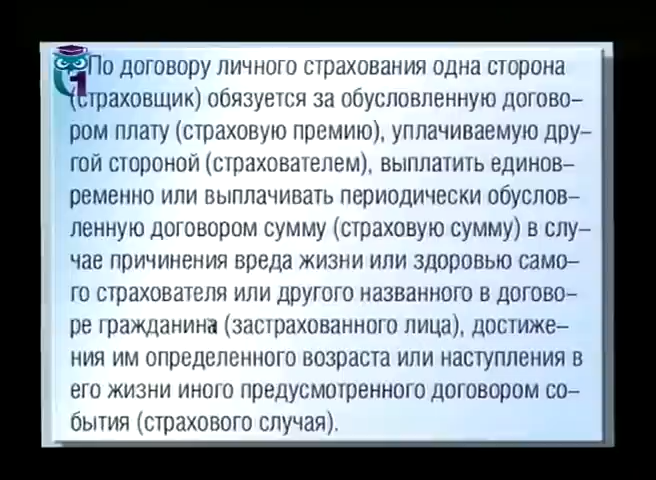 По договору личного страхования одна сторона
(страховщик) обязуется за обусловленную догово–
ром плату (страховую премию), уплачиваемую дру–
гой стороной (страхователем), выплатить единов–
ременно или выплачивать периодически обуслов–
ленную договором сумму (страховую сумму) в слу–
чае причинения вреда жизни или здоровью само–
го страхователя или другого названного в догово–
ре гражданина (застрахованного лица), достиже–
ния им определенного возраста или наступления в
его жизни иного предусмотренного договором со–
бытия (страхового случая).
1